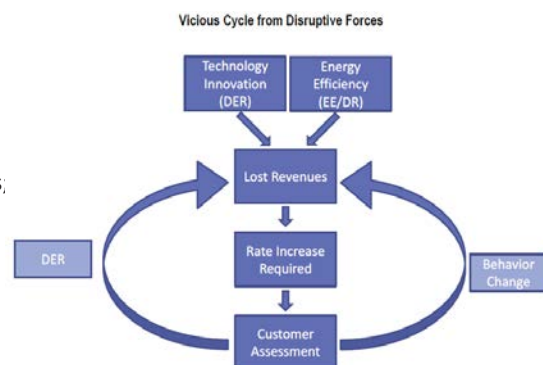 Vicious Cycle from Disruptive Forces
Technology
Innovation
(DER)
Energy
Efficiency
(EE/DR)
Lost Revenues
Rate Increase
Required
DER
Behavior
Change
Customer
Assessment